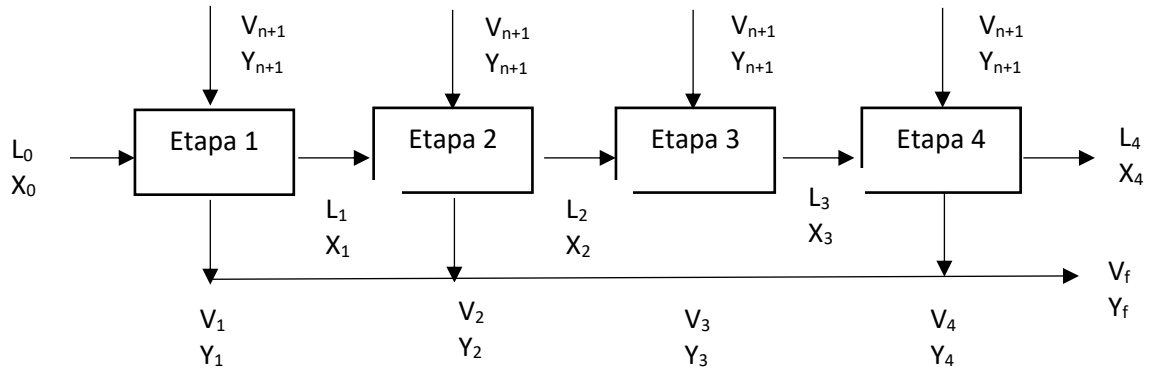 V_{n+1}
Y_{n+1}
V_{n+1}
Y_{n+1}
V_{n+1}
Y_{n+1}
V_{n+1}
Y_{n+1}
L₀
X₀
Etapa 1
Etapa 2
Etapa 3
Etapa 4
L₁
X₁
L₂
X₂
L₃
X₃
L₄
X₄
V₁
Y₁
V₂
Y₂
V₃
Y₃
V₄
Y₄
V_f
Y_f